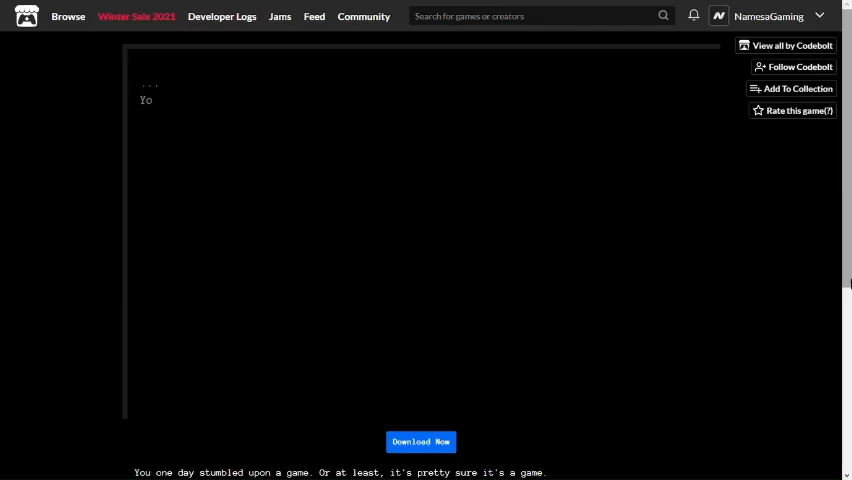 Browse Winter Sale 2021 Developer Logs Jams Feed Community Search for games or creators NamesaGaming
View all by Codebolt
Follow Codebolt
Add To Collection
Rate this game(?)
...
Yo
Download Now
You one day stumbled upon a game. Or at least, it's pretty sure it's a game.